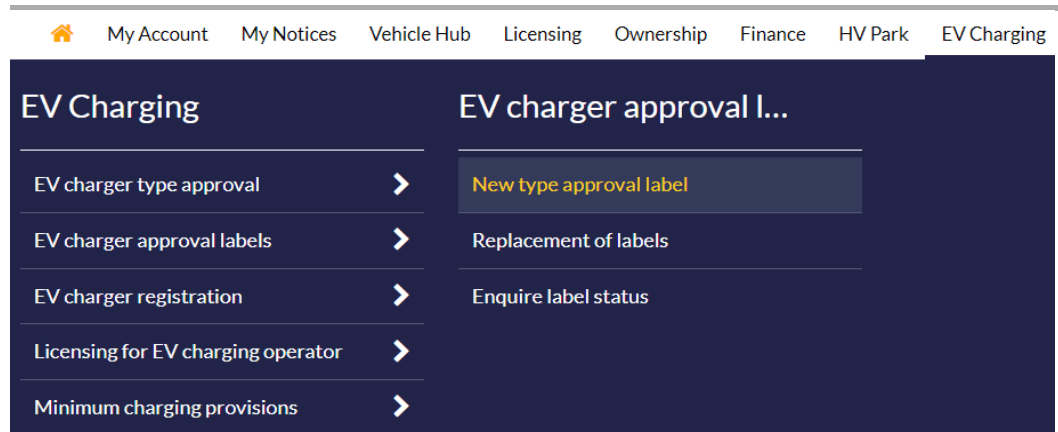 My Account My Notices Vehicle Hub Licensing Ownership Finance HV Park EV Charging
EV Charging
EV charger type approval
EV charger approval labels
EV charger registration
Licensing for EV charging operator
Minimum charging provisions
EV charger approval l...
New type approval label
Replacement of labels
Enquire label status